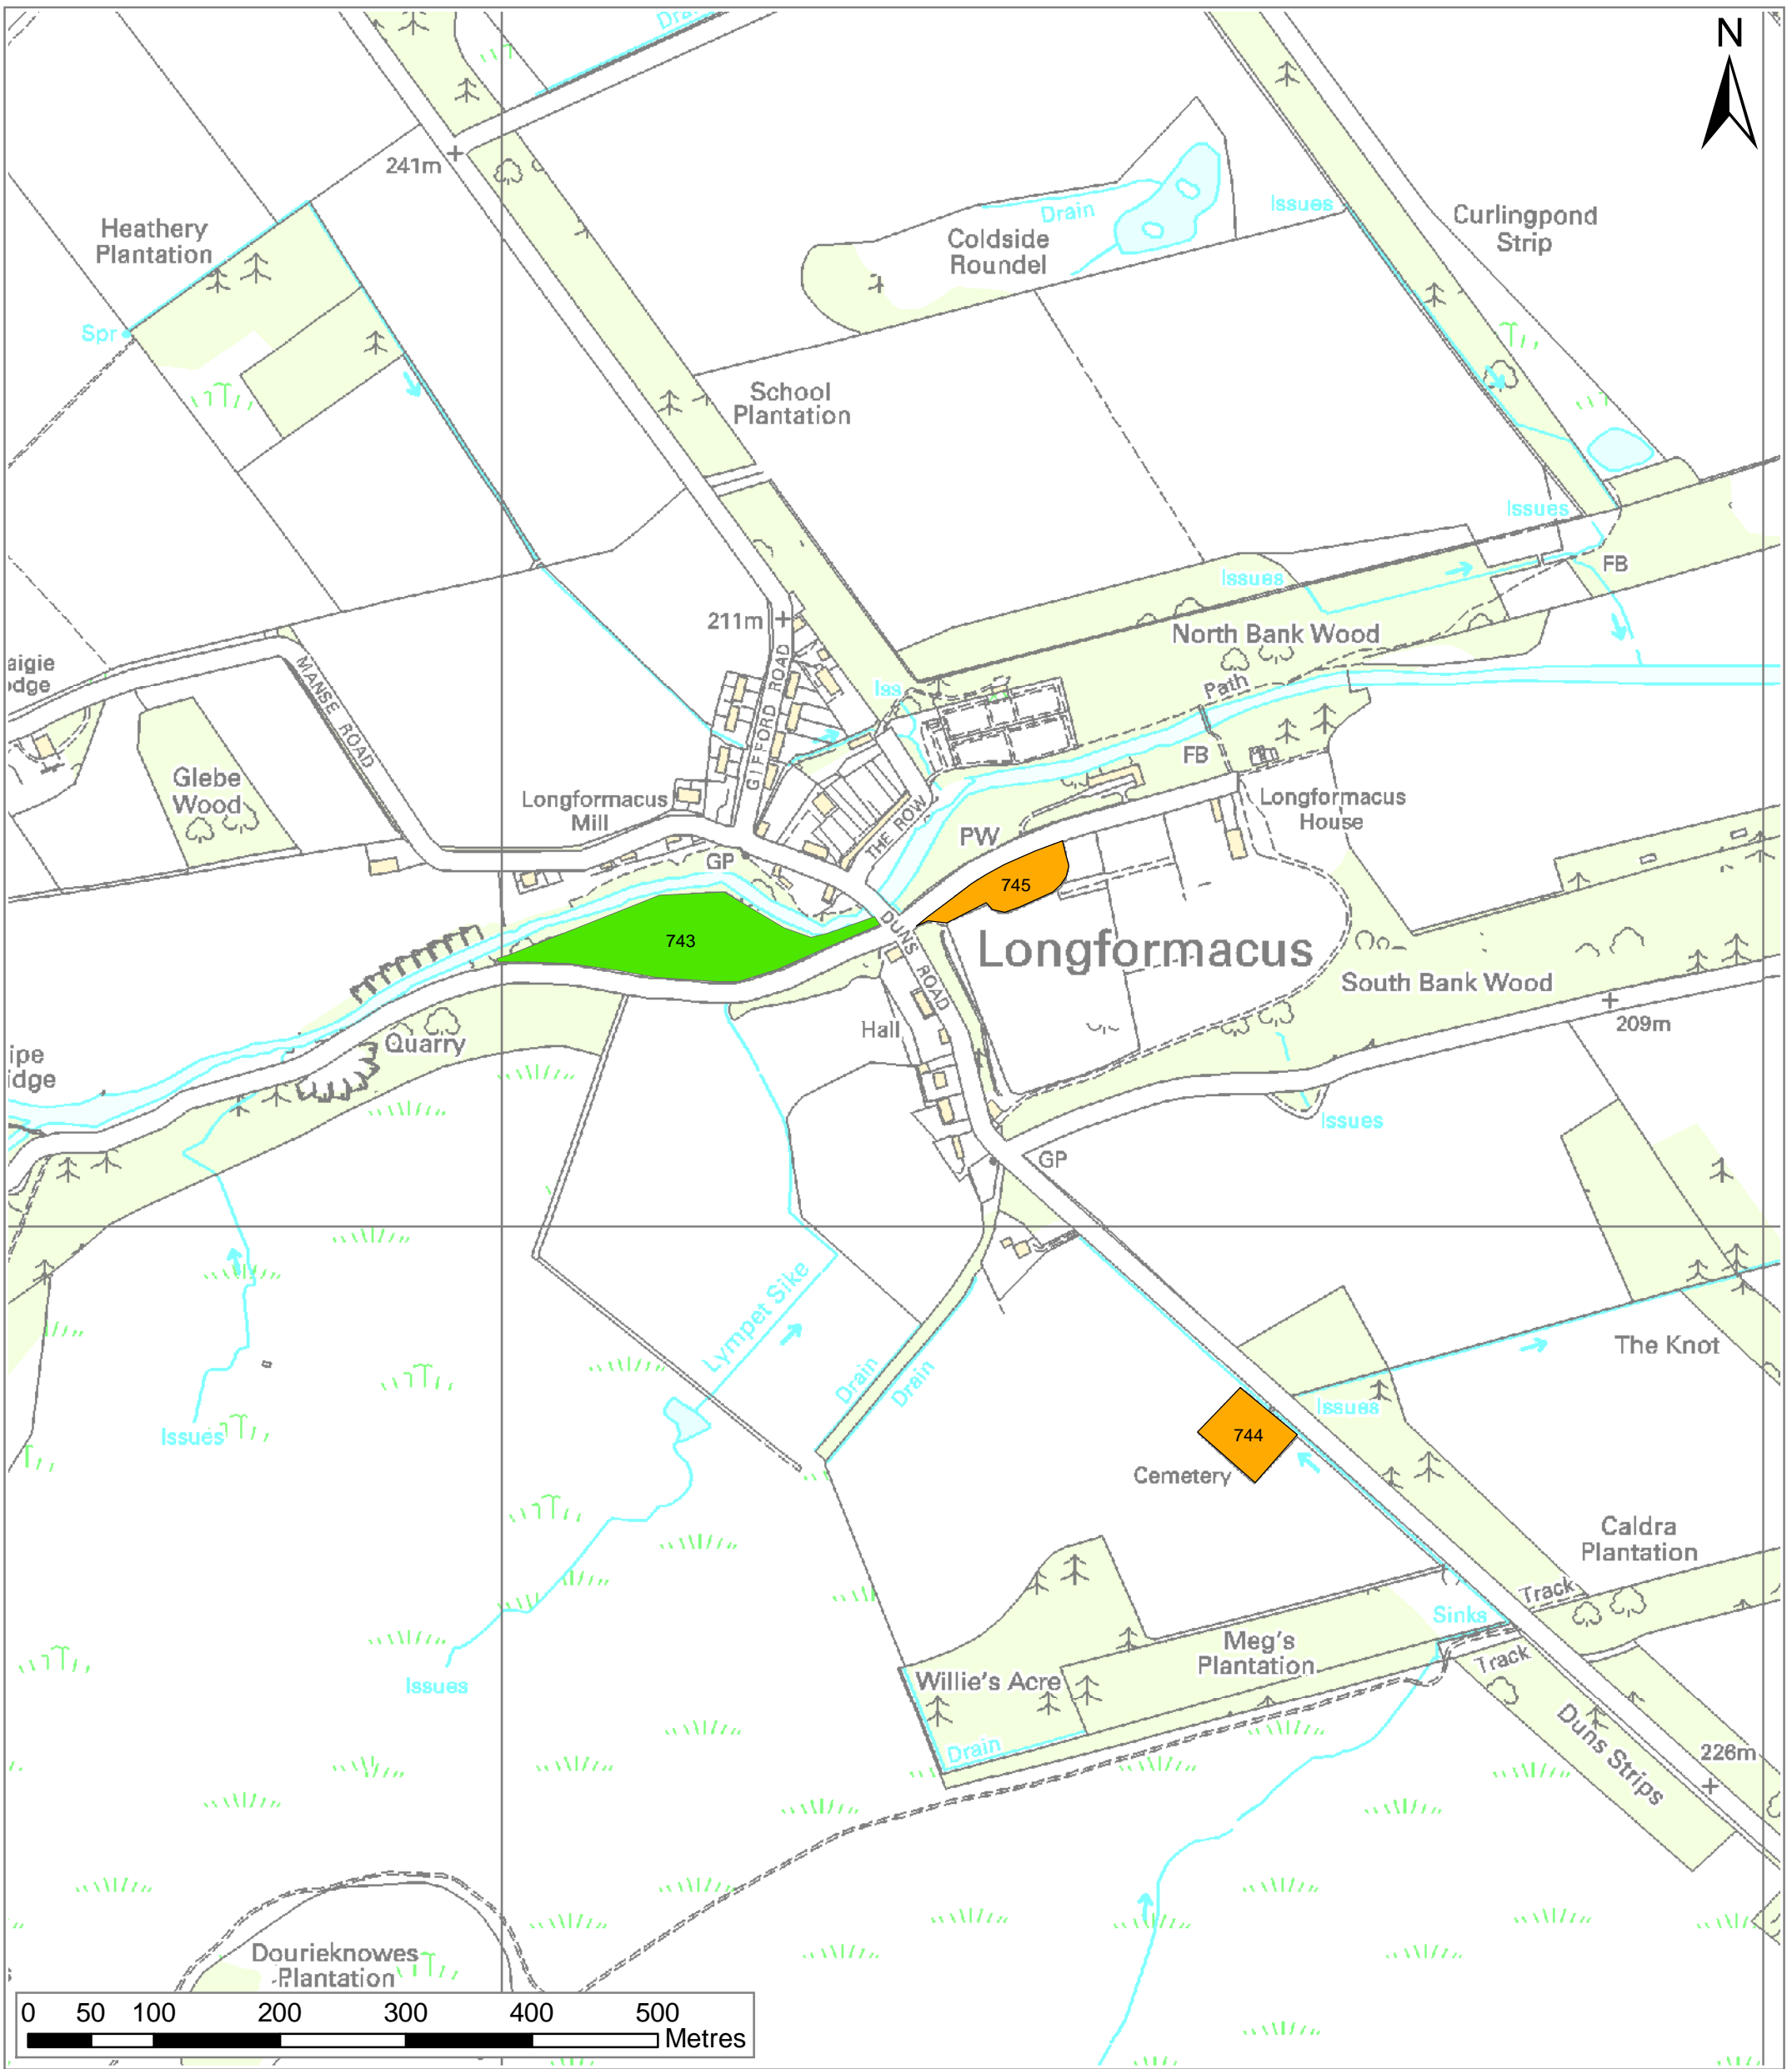 Drain
N
241m
Heathery
Plantation
Drain
Coldside
Roundel
Issues
Curlingpond
Strip
Spr
School
Plantation
Issues
Issues
FB
211m
North Bank Wood
MANSE ROAD
GIFFORD ROAD
Iss
Path
FB
Glebe
Wood
Longformacus
Mill
THE ROW
PW
Longformacus
House
GP
745
743
DUNS ROAD
Longformacus
South Bank Wood
209m
Hall
Quarry
Issues
GP
Lympet Sike
Drain
Drain
The Knot
Issues
Issues
744
Cemetery
Caldra
Plantation
Track
Sinks
Meg's
Plantation
Track
Willie's Acre
Issues
Drain
Duns Strips
226m
Dourieknowes
Plantation
0 50 100 200 300 400 500
Metres